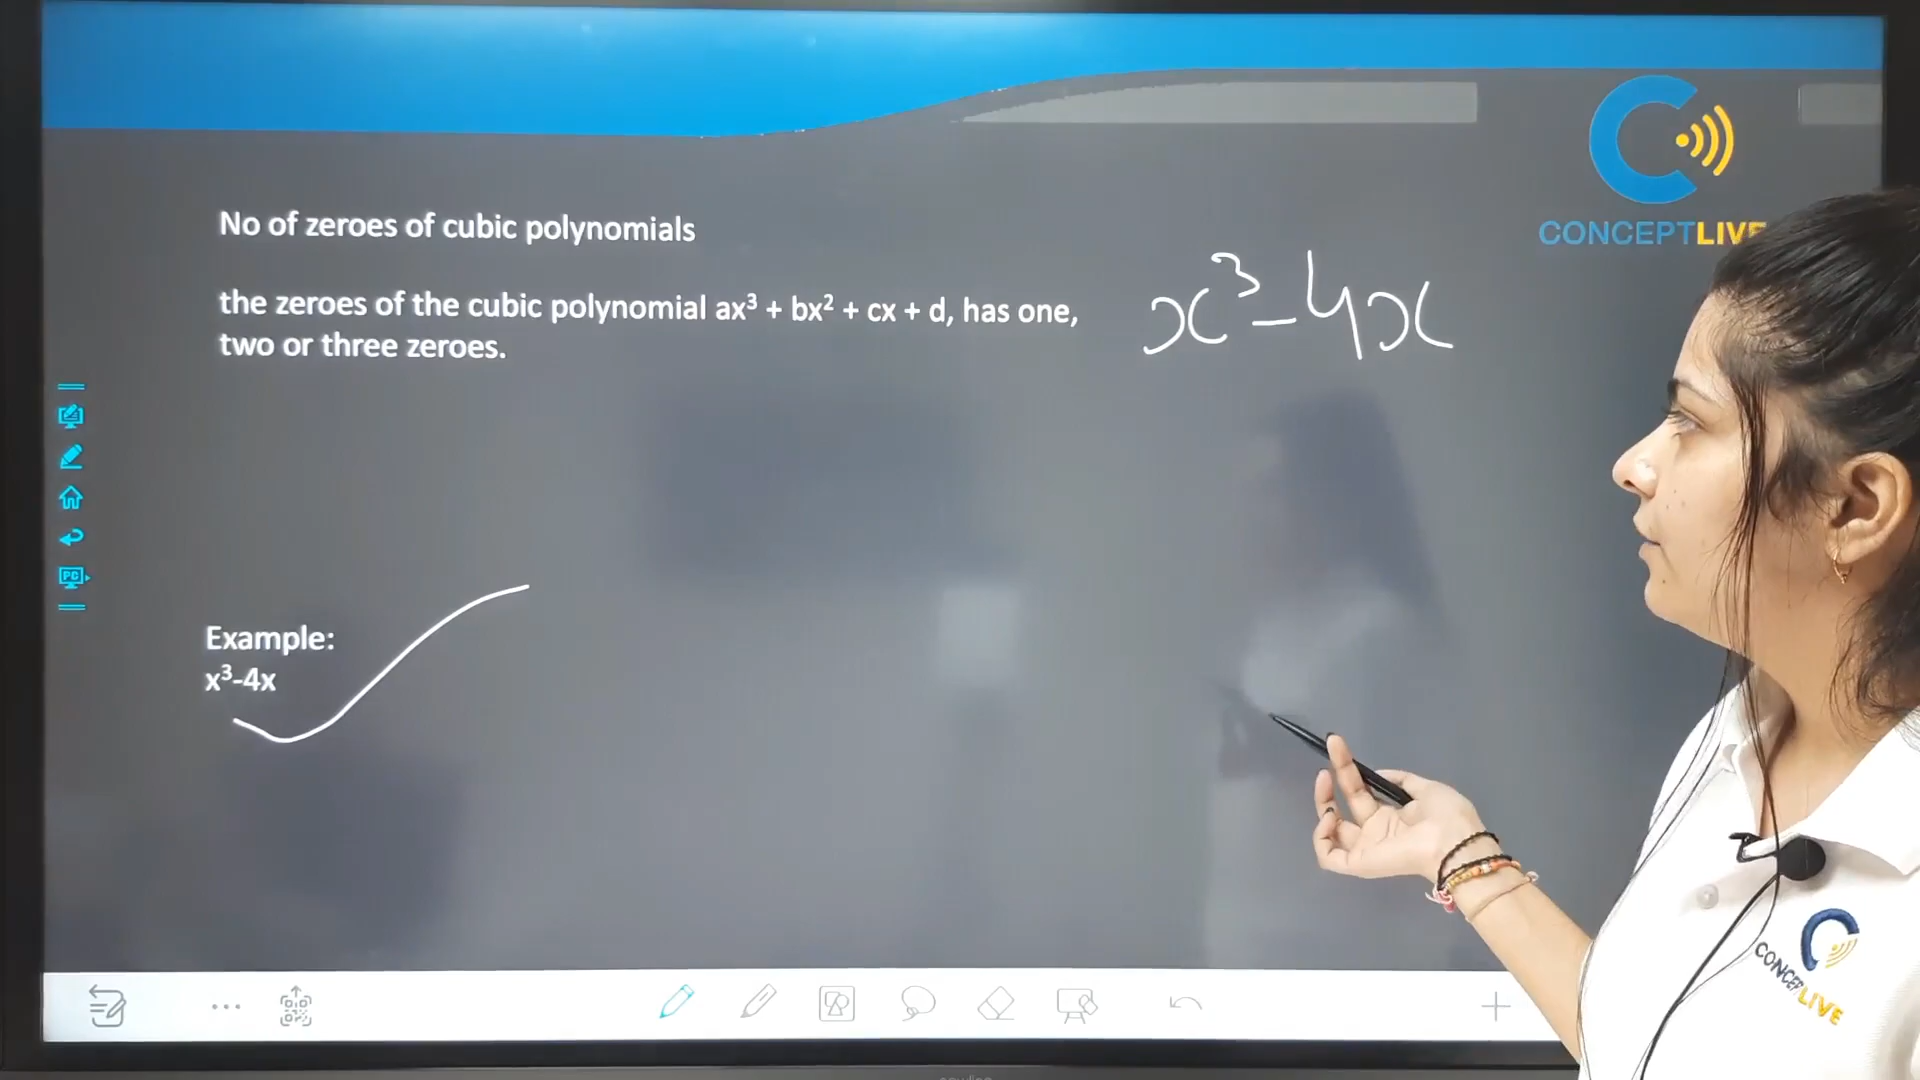 CONCEPTLIVE
No of zeroes of cubic polynomials
the zeroes of the cubic polynomial ax³ + bx² + cx + d, has one,
two or three zeroes.
x³-4x
Example:
x³-4x
PC
CONCEPTLIVE